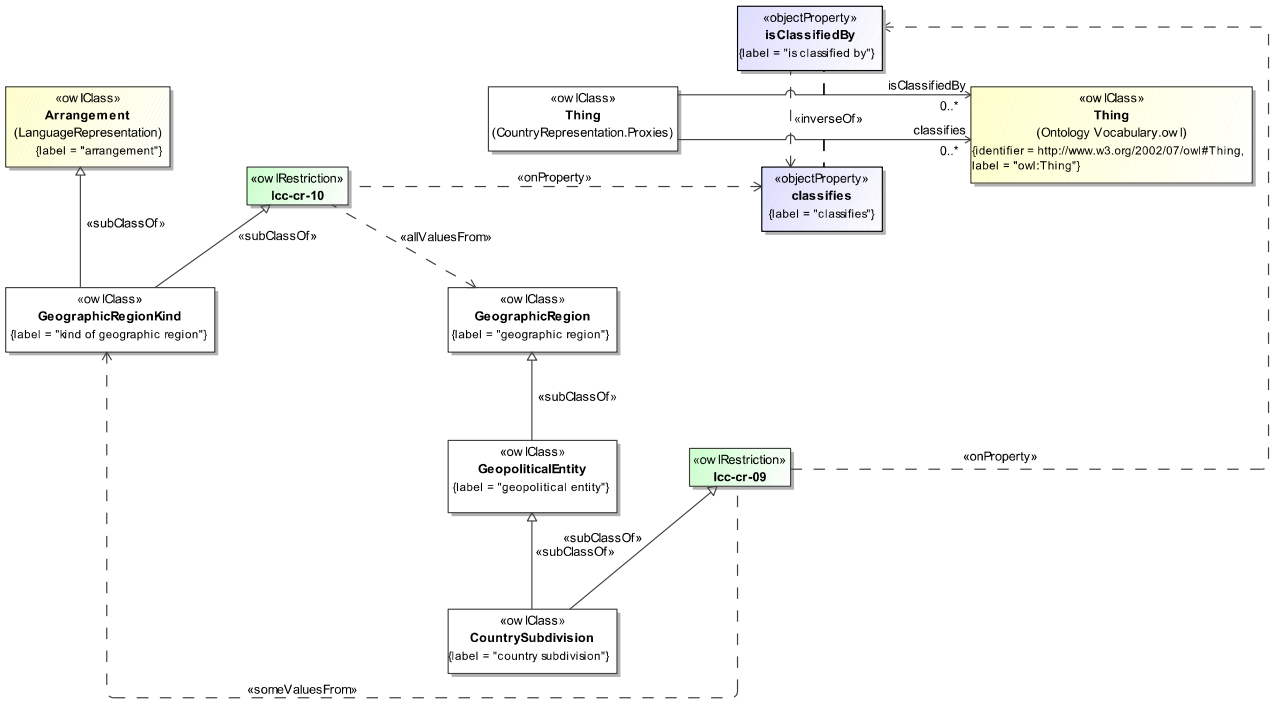 «objectProperty»
isClassifiedBy
{label = "is classified by"}
«owlClass»
Arrangement
(LanguageRepresentation)
{label = "arrangement"}
«owlClass»
Thing
(CountryRepresentation.Proxies)
isClassifiedBy
0..*
classifies
0..*
«inverseOf»
«owlClass»
Thing
(Ontology Vocabulary.owl)
{identifier = http://www.w3.org/2002/07/owl#Thing,
label = "owl:Thing"}
«owlRestriction»
lcc-cr-10
«onProperty»
«objectProperty»
classifies
{label = "classifies"}
«subClassOf»
«subClassOf»
«allValuesFrom»
«owlClass»
GeographicRegionKind
{label = "kind of geographic region"}
«owlClass»
GeographicRegion
{label = "geographic region"}
«subClassOf»
«owlClass»
GeopoliticalEntity
{label = "geopolitical entity"}
«owlRestriction»
lcc-cr-09
«onProperty»
«subClassOf»
«subClassOf»
«owlClass»
CountrySubdivision
{label = "country subdivision"}
«someValuesFrom»